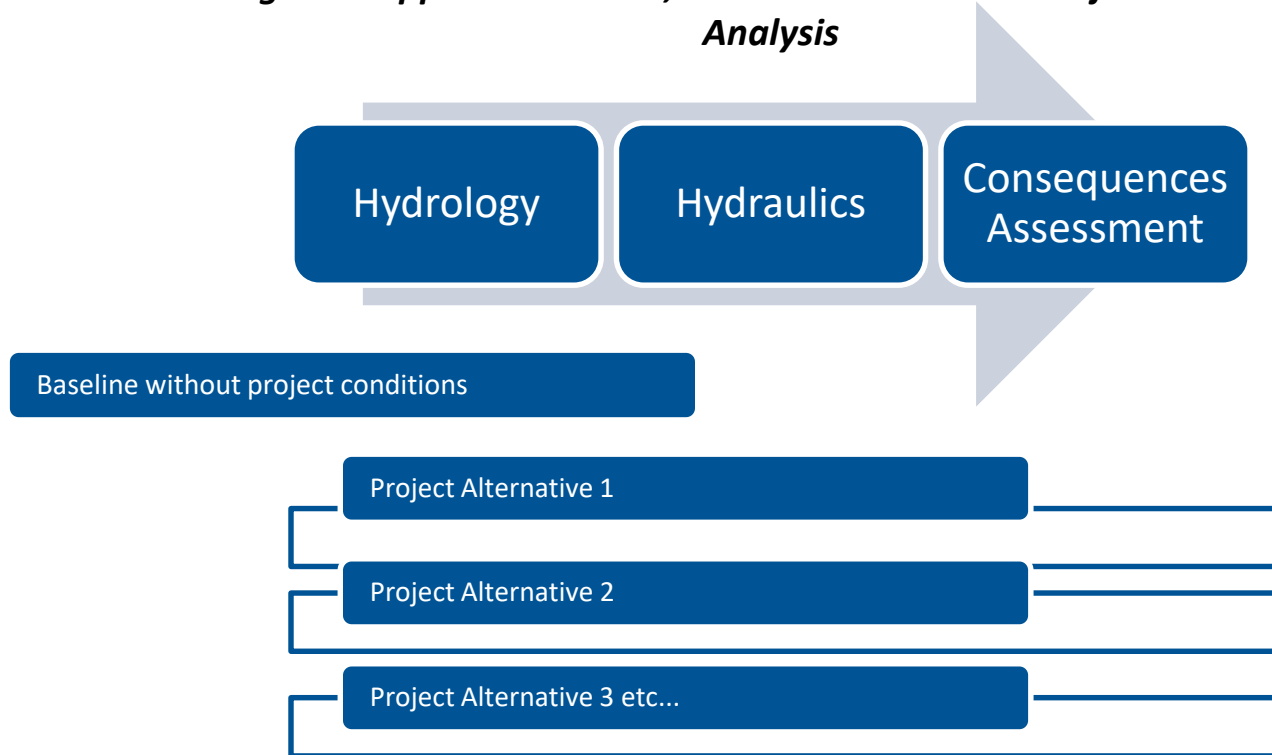 Analysis
Hydrology
Hydraulics
Consequences
Assessment
Baseline without project conditions
Project Alternative 1
Project Alternative 2
Project Alternative 3 etc...